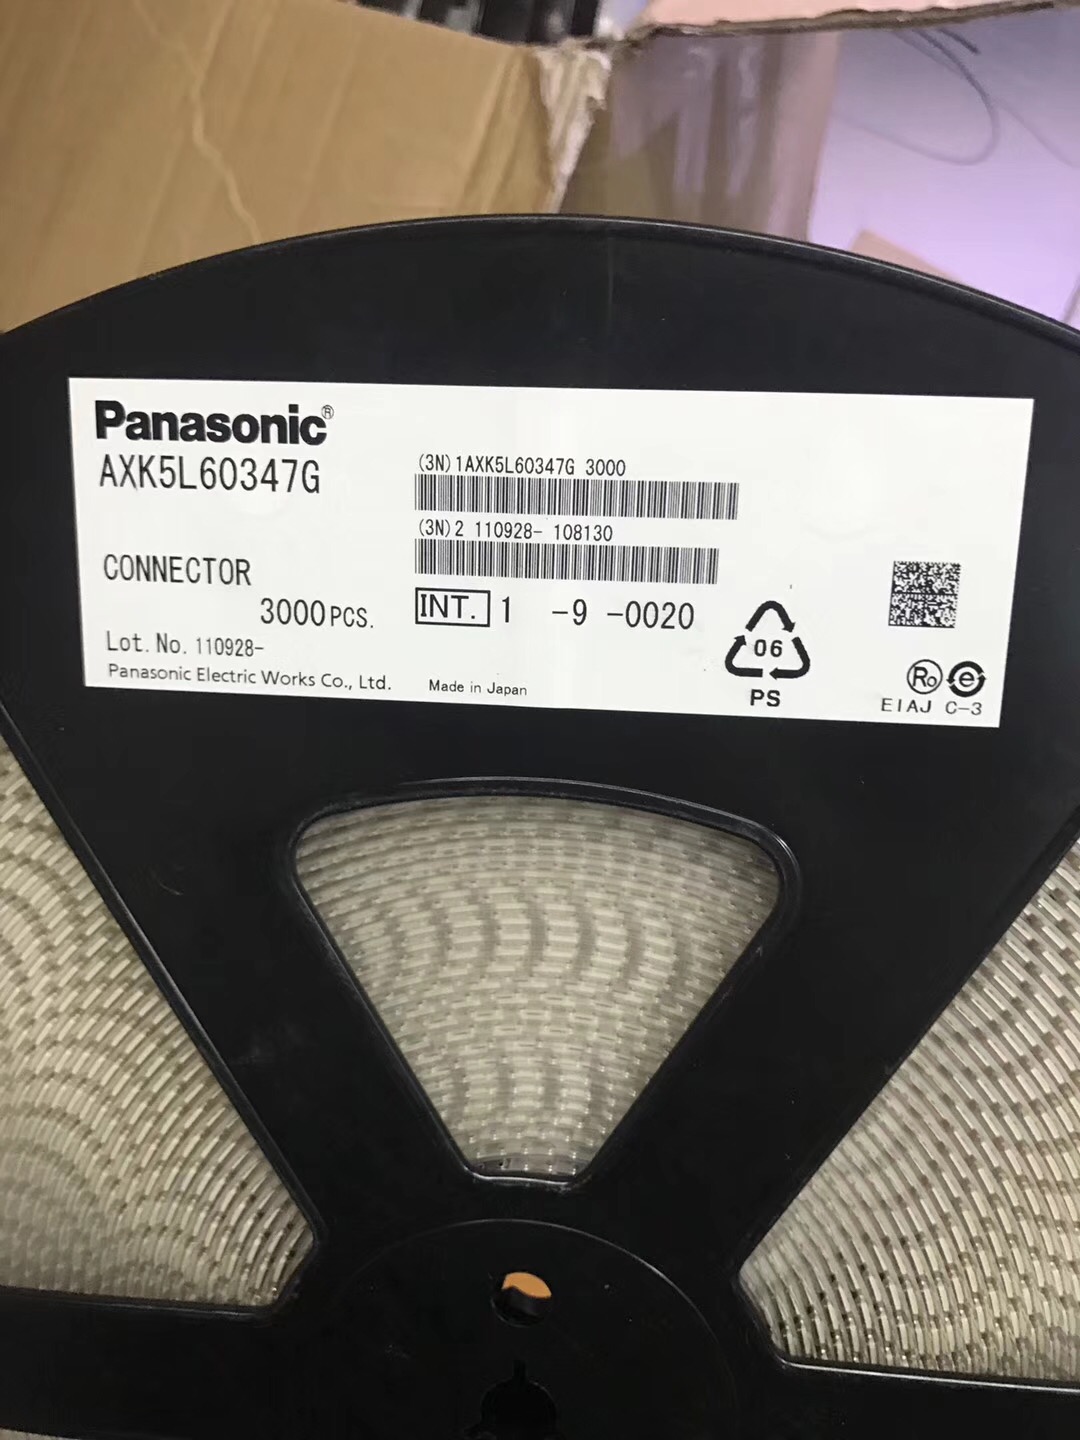 Panasonic®
AXK5L60347G
(3N)1AXK5L60347G 3000
(3N)2 110928- 108130
CONNECTOR
3000PCS.
INT. 1 -9 -0020
Lot. No. 110928-
Panasonic Electric Works Co., Ltd.
Made in Japan
06
PS
Ro e
EIAJ C-3